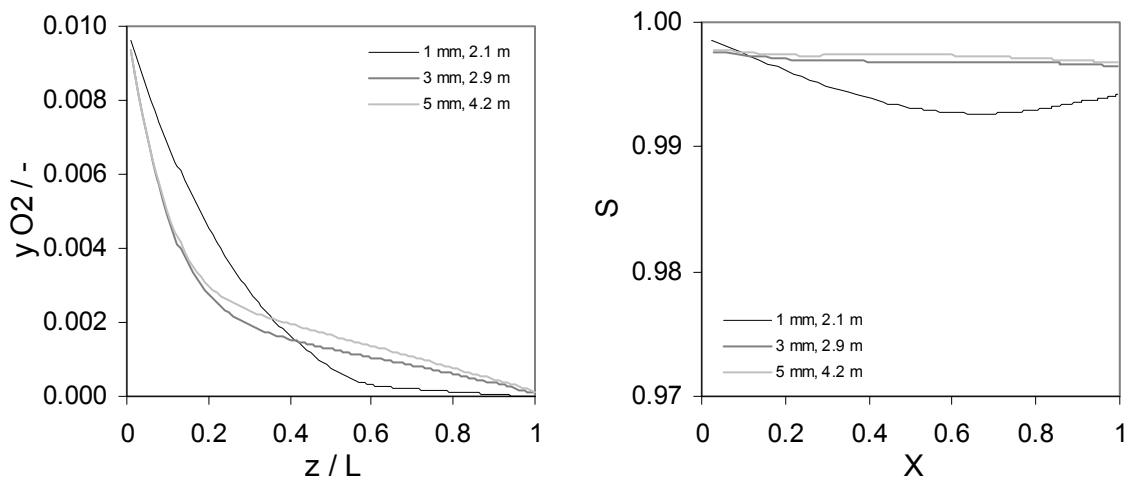 0.010
0.008
0.006
0.004
0.002
0.000
y O2 / -
0 0.2 0.4 0.6 0.8 1
z / L
1 mm, 2.1 m
3 mm, 2.9 m
5 mm, 4.2 m
1.00
0.99
0.98
0.97
S
0 0.2 0.4 0.6 0.8 1
X
1 mm, 2.1 m
3 mm, 2.9 m
5 mm, 4.2 m